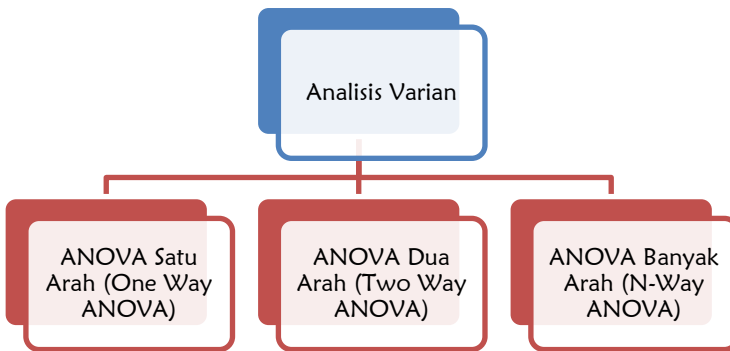 Analisis Varian
ANOVA Satu
Arah (One Way
ANOVA)
ANOVA Dua
Arah (Two Way
ANOVA)
ANOVA Banyak
Arah (N-Way
ANOVA)